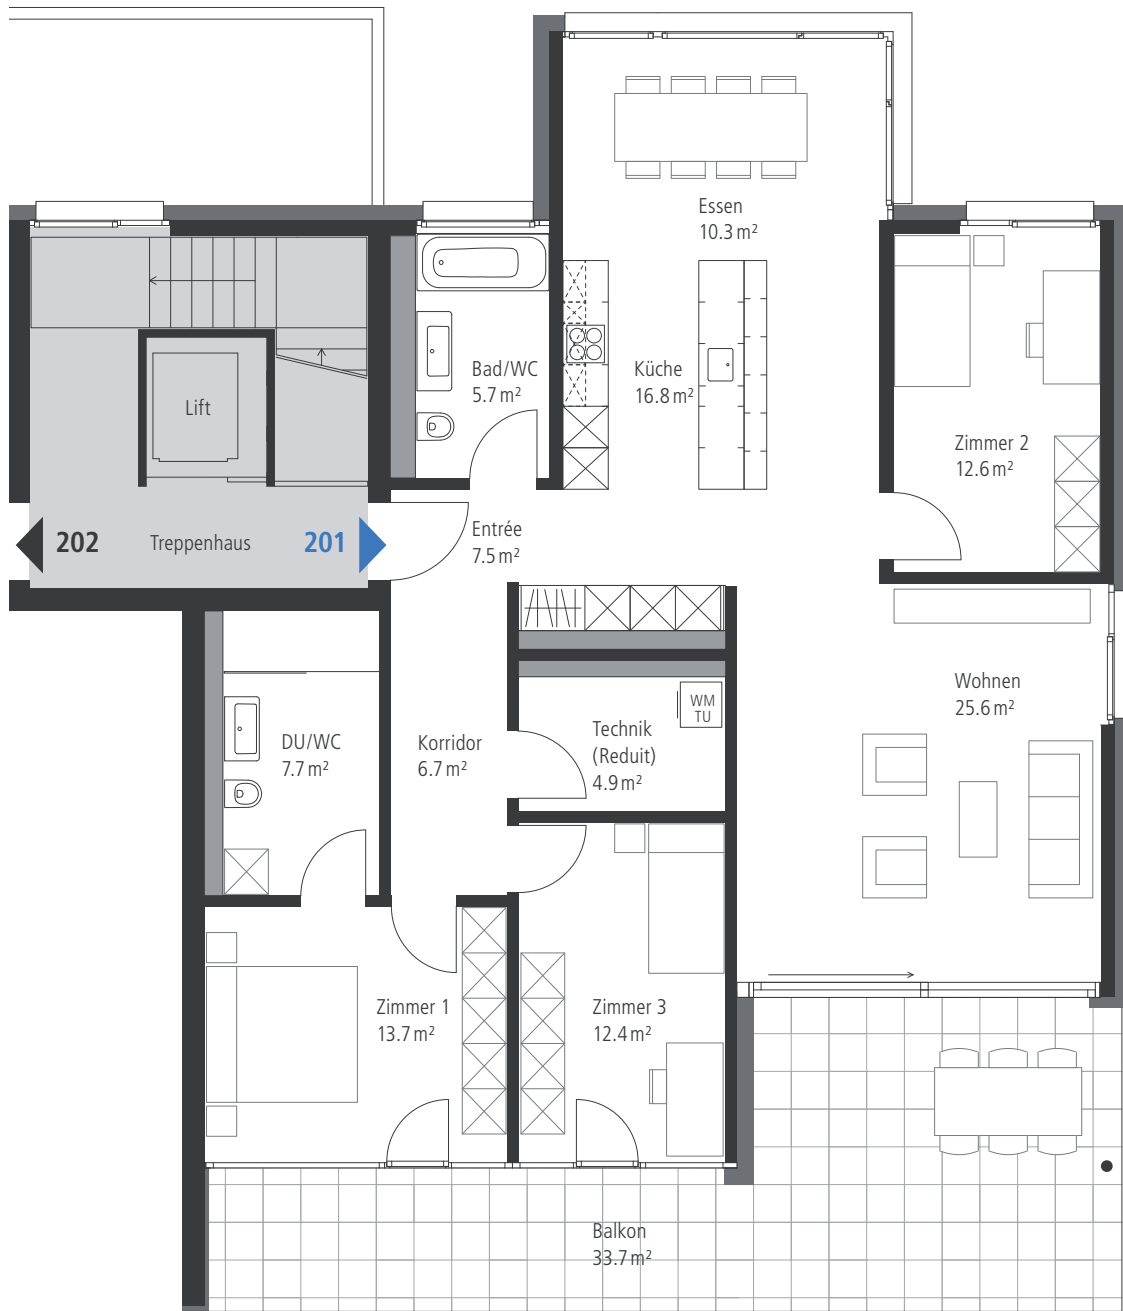 Essen
10.3 m²
Bad/WC
5.7 m²
Küche
16.8 m²
Lift
Zimmer 2
12.6 m²
202
Treppenhaus
201
Entrée
7.5 m²
Wohnen
25.6 m²
WM
TU
DU/WC
7.7 m²
Korridor
6.7 m²
Technik
(Reduit)
4.9 m²
Zimmer 1
13.7 m²
Zimmer 3
12.4 m²
Balkon
33.7 m²